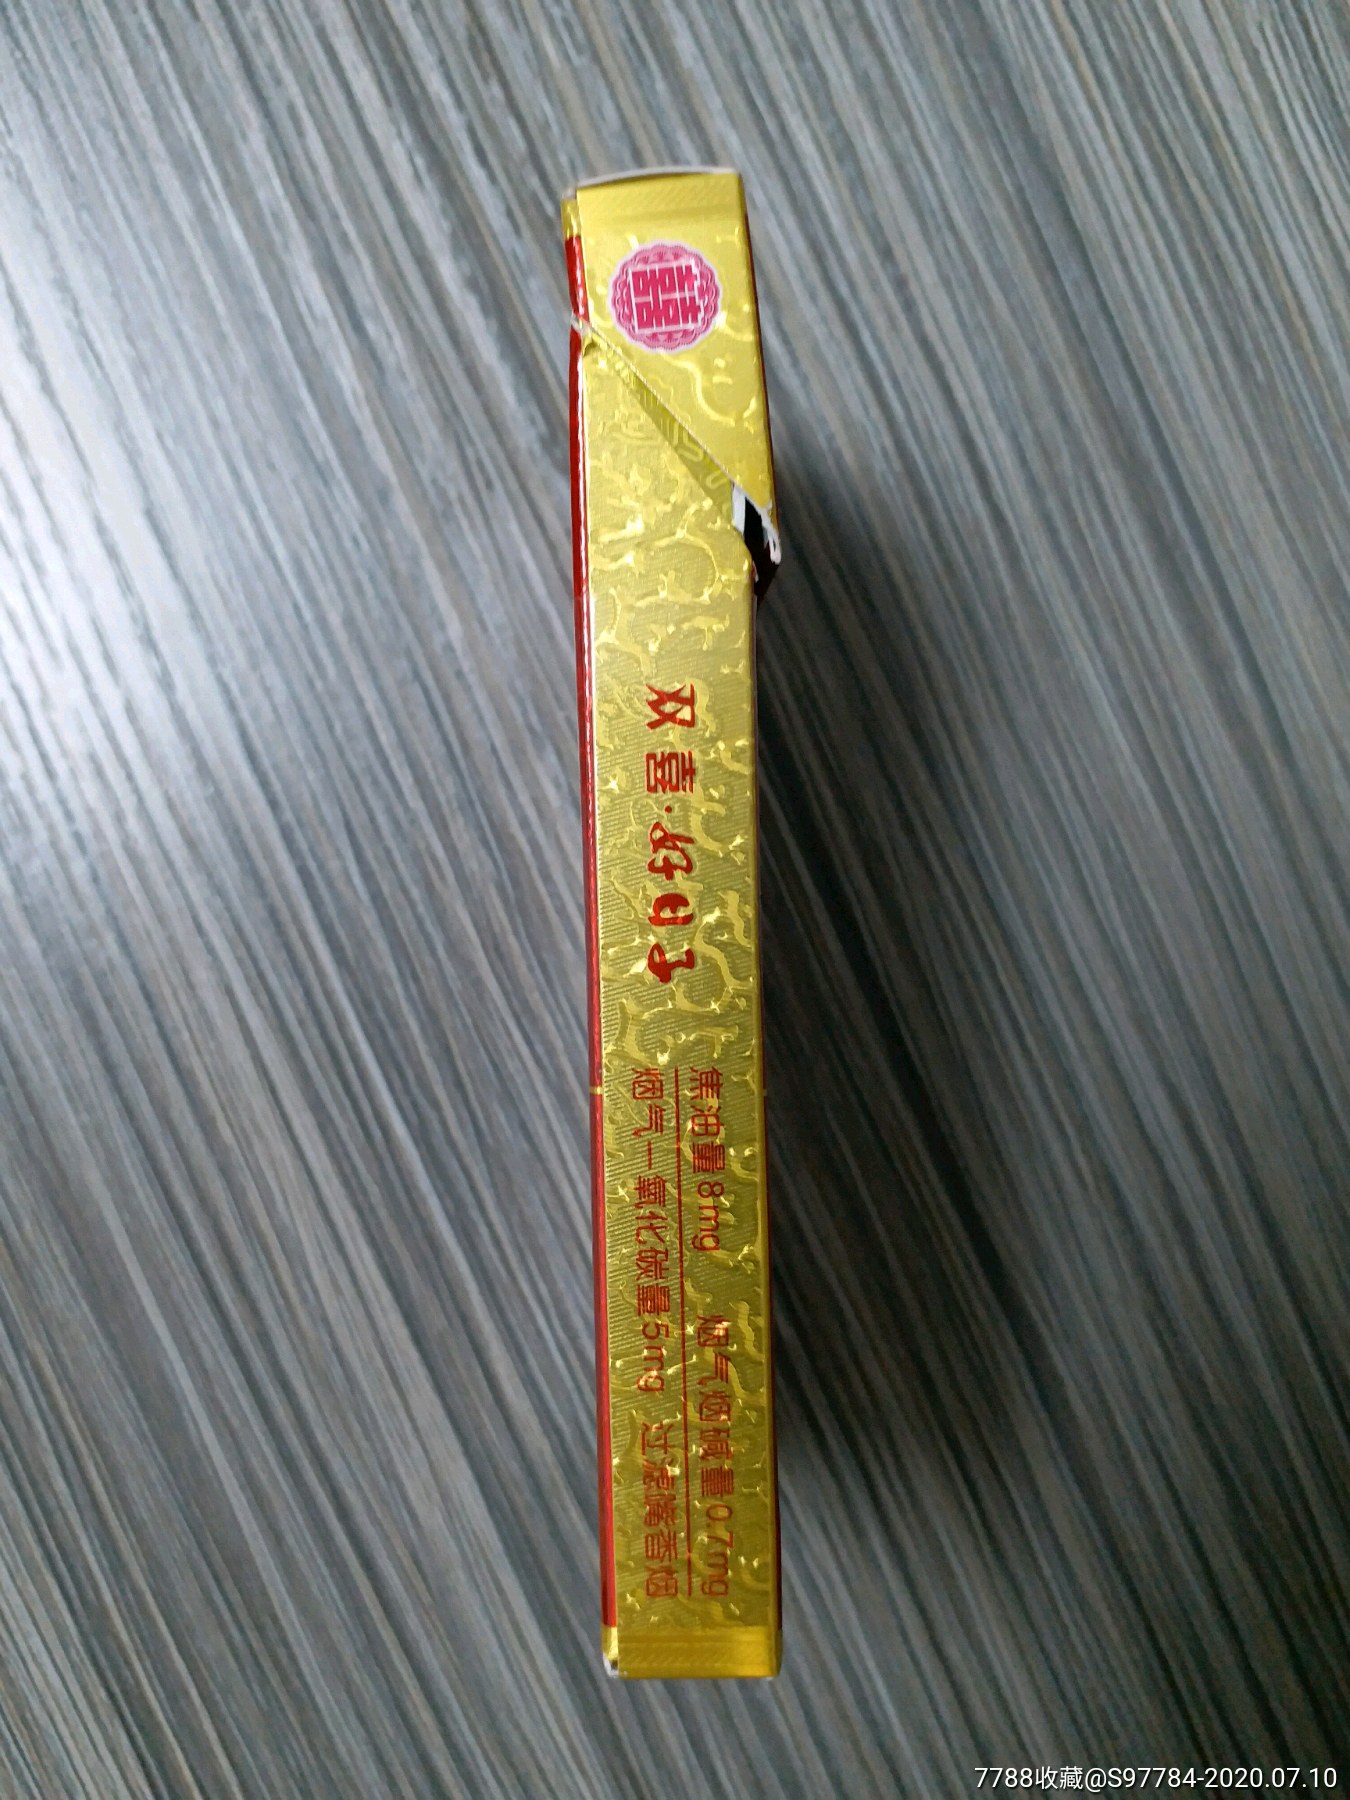 囍
双喜·好日子
焦油量8mg 烟气烟碱量0.7mg
烟气一氧化碳量5mg 过滤嘴香烟
7788收藏@S97784-2020.07.10